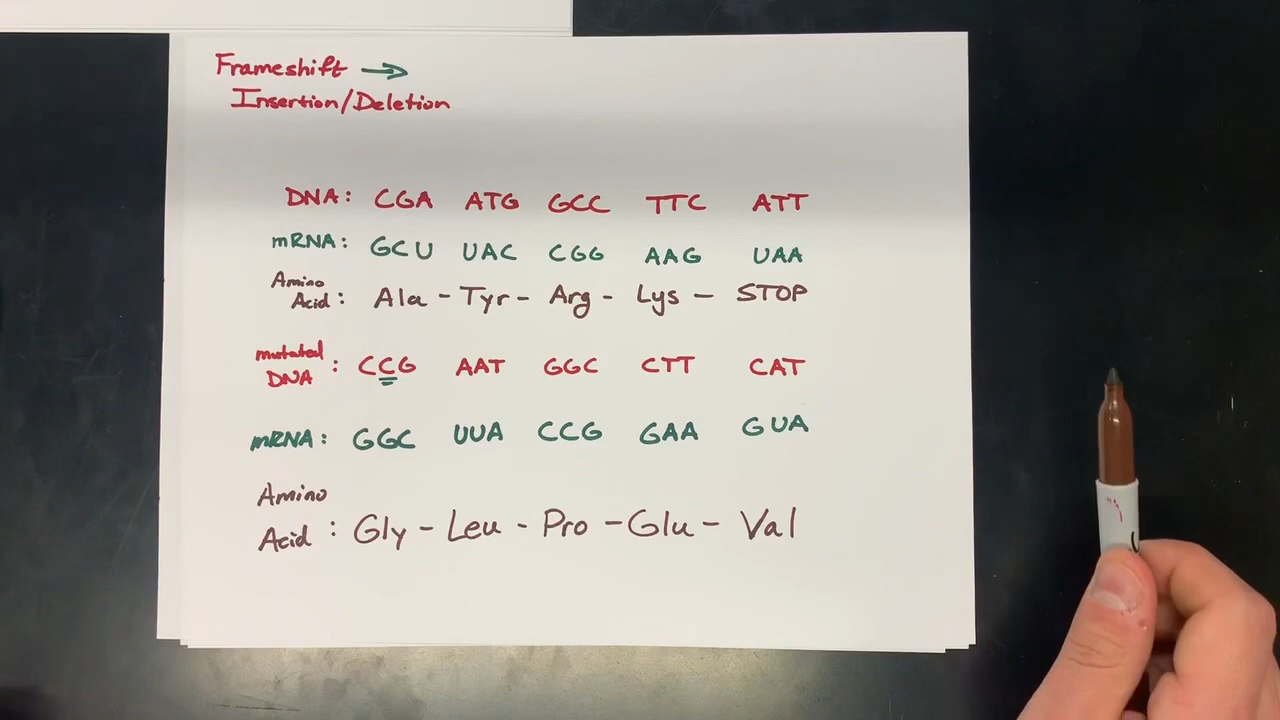 Frameshift →
Insertion/Deletion
DNA: CGA ATG GCC TTC ATT
mRNA: GCU UAC CGG AAG UAA
Amino
Acid: Ala - Tyr - Arg - Lys - STOP
mutated
DNA : CCG AAT GGC CTT CAT
mRNA: GGC UUA CCG GAA GUA
Amino
Acid : Gly - Leu - Pro - Glu - Val